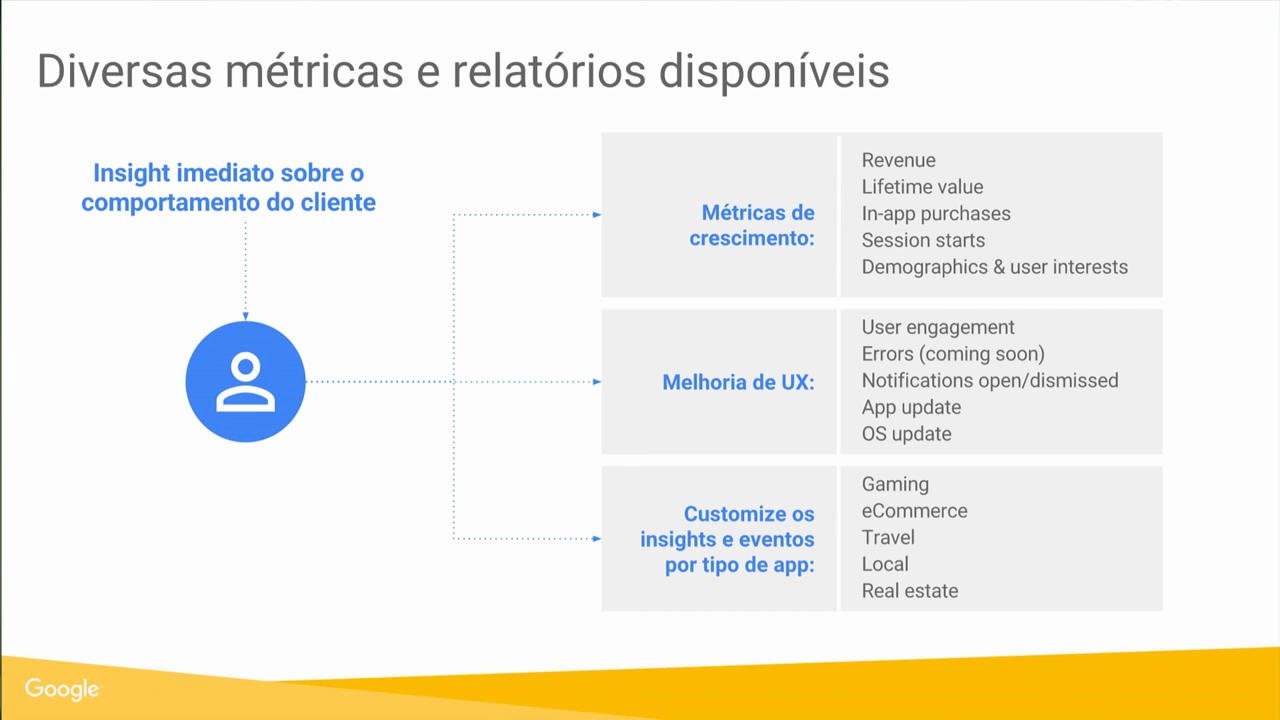 Diversas métricas e relatórios disponíveis
Insight imediato sobre o
comportamento do cliente
Métricas de
crescimento:
Revenue
Lifetime value
In-app purchases
Session starts
Demographics & user interests
Melhoria de UX:
User engagement
Errors (coming soon)
Notifications open/dismissed
App update
OS update
Customize os
insights e eventos
por tipo de app:
Gaming
eCommerce
Travel
Local
Real estate
Google